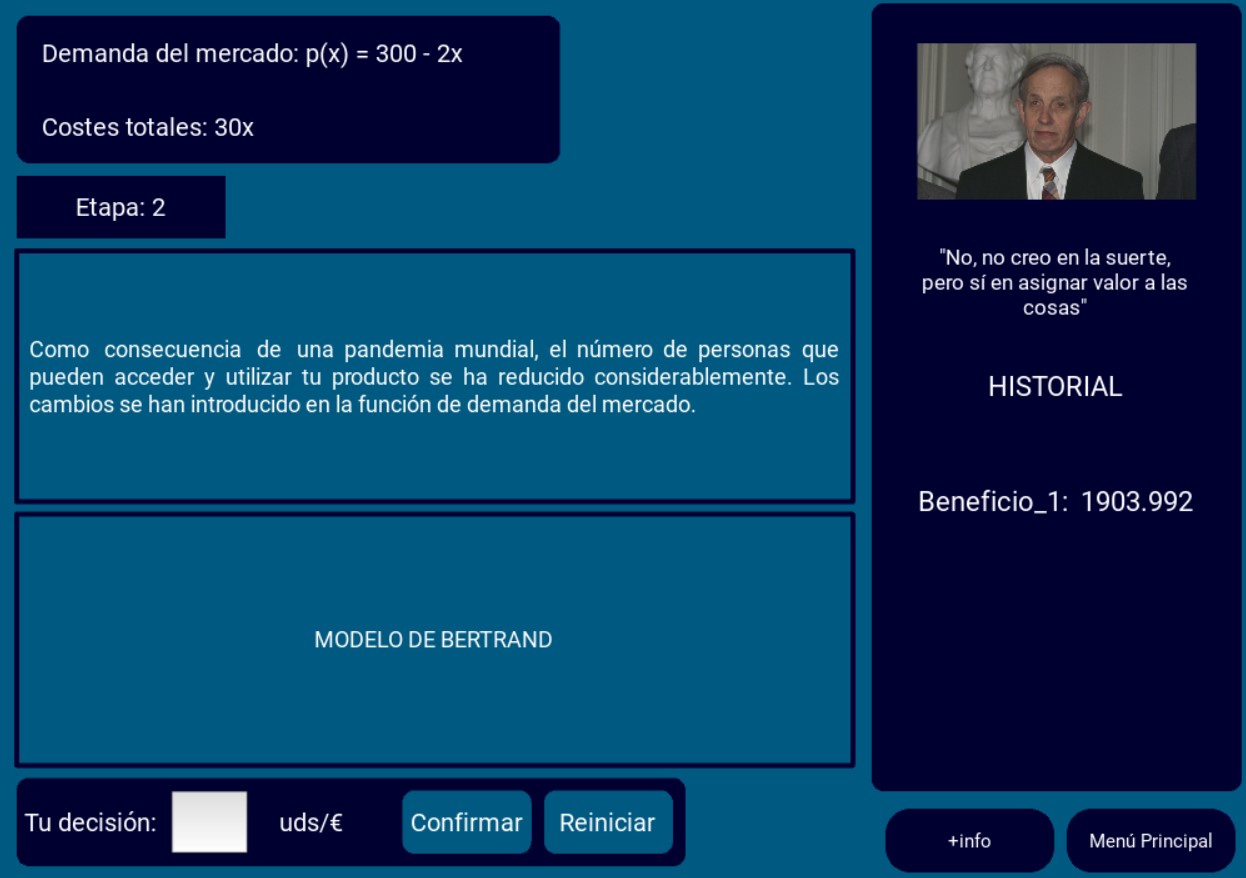 Demanda del mercado: p(x) = 300 - 2x
Costes totales: 30x
Etapa: 2
Como consecuencia de una pandemia mundial, el número de personas que
pueden acceder y utilizar tu producto se ha reducido considerablemente. Los
cambios se han introducido en la función de demanda del mercado.
MODELO DE BERTRAND
Tu decisión:
uds/€
Confirmar
Reiniciar
"No, no creo en la suerte,
pero sí en asignar valor a las
cosas"
HISTORIAL
Beneficio_1: 1903.992
+info
Menú Principal